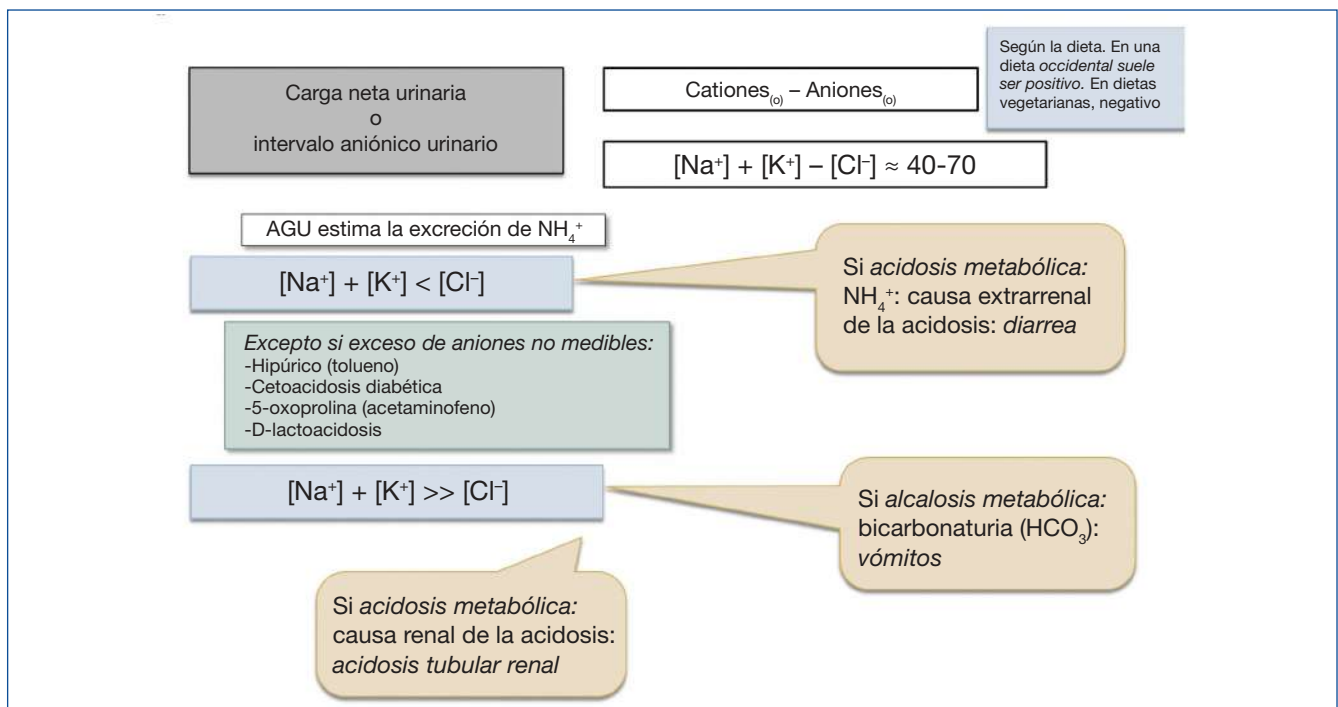 Carga neta urinaria
o
intervalo aniónico urinario
Cationes(o) – Aniones(o)
Según la dieta. En una
dieta occidental suele
ser positivo. En dietas
vegetarianas, negativo
[Na⁺] + [K⁺] – [Cl⁻] ≈ 40-70
AGU estima la excreción de NH₄⁺
[Na⁺] + [K⁺] < [Cl⁻]
Si acidosis metabólica:
NH₄⁺: causa extrarrenal
de la acidosis: diarrea
Excepto si exceso de aniones no medibles:
-Hipúrico (tolueno)
-Cetoacidosis diabética
-5-oxoprolina (acetaminofeno)
-D-lactoacidosis
[Na⁺] + [K⁺] >> [Cl⁻]
Si alcalosis metabólica:
bicarbonaturia (HCO₃):
vómitos
Si acidosis metabólica:
causa renal de la acidosis:
acidosis tubular renal